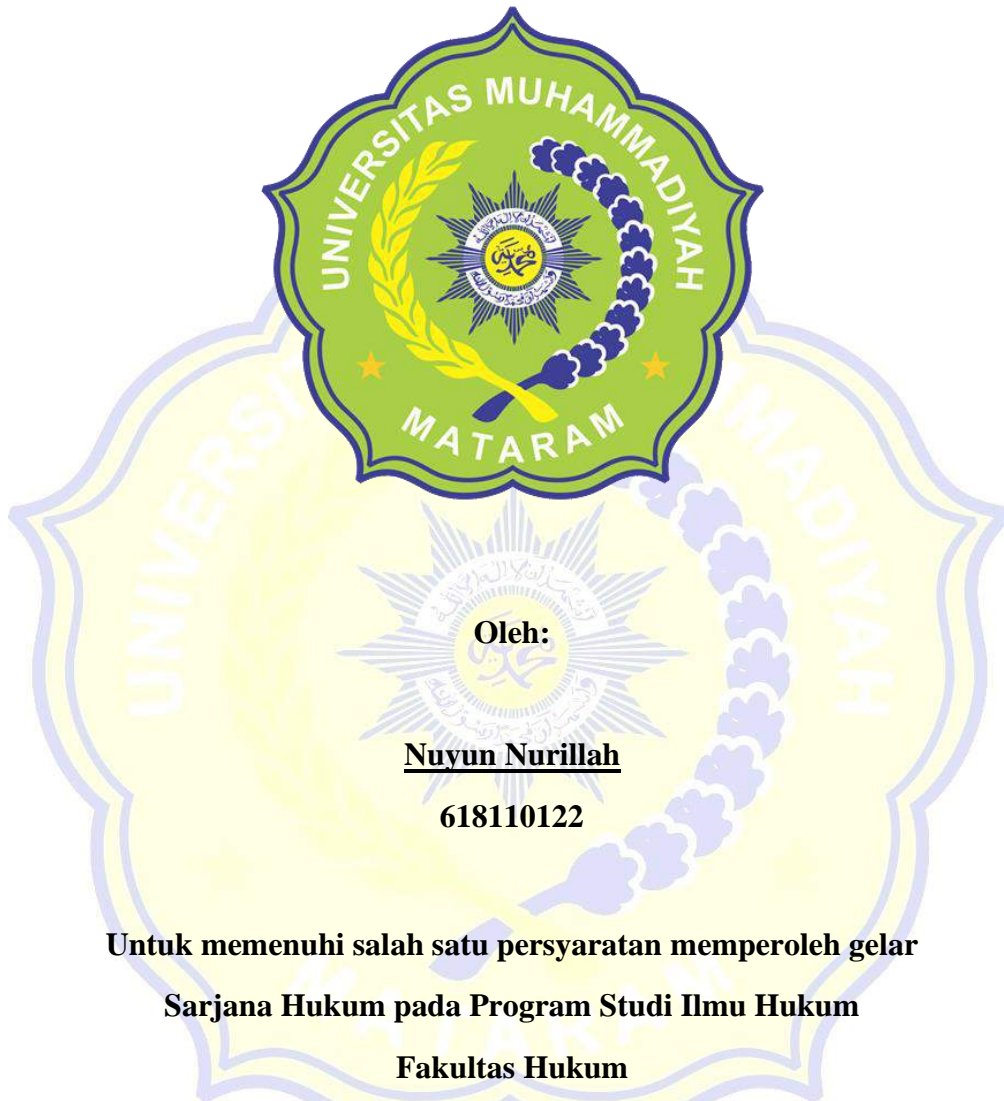 UNIVERSITAS MUHAMMADIYAH
MATARAM
Oleh:
Nuyun Nurillah
618110122
Untuk memenuhi salah satu persyaratan memperoleh gelar
Sarjana Hukum pada Program Studi Ilmu Hukum
Fakultas Hukum